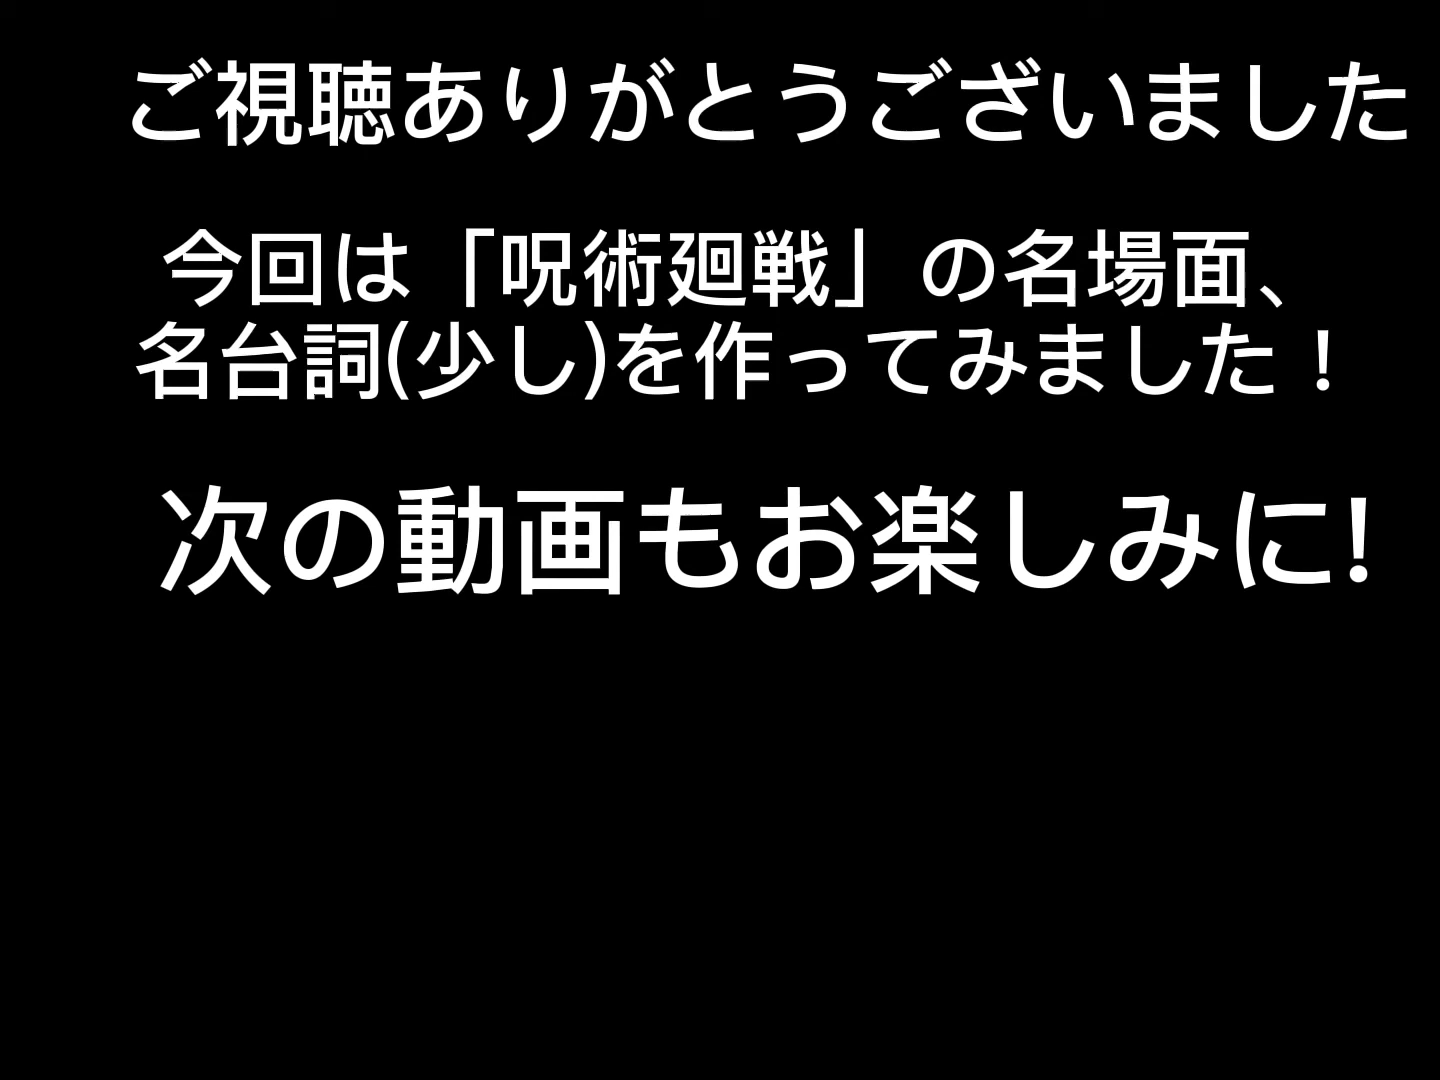 ご視聴ありがとうございました
今回は「呪術廻戦」の名場面、
名台詞(少し)を作ってみました！
次の動画もお楽しみに!